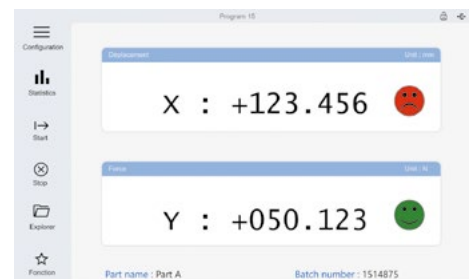 Program 15
Configuration
Statistics
Start
Stop
Explorer
Fonction
Displacement
Unit : mm
X : +123.456
Force
Unit : N
Y : +050.123
Part name : Part A
Batch number : 1514875